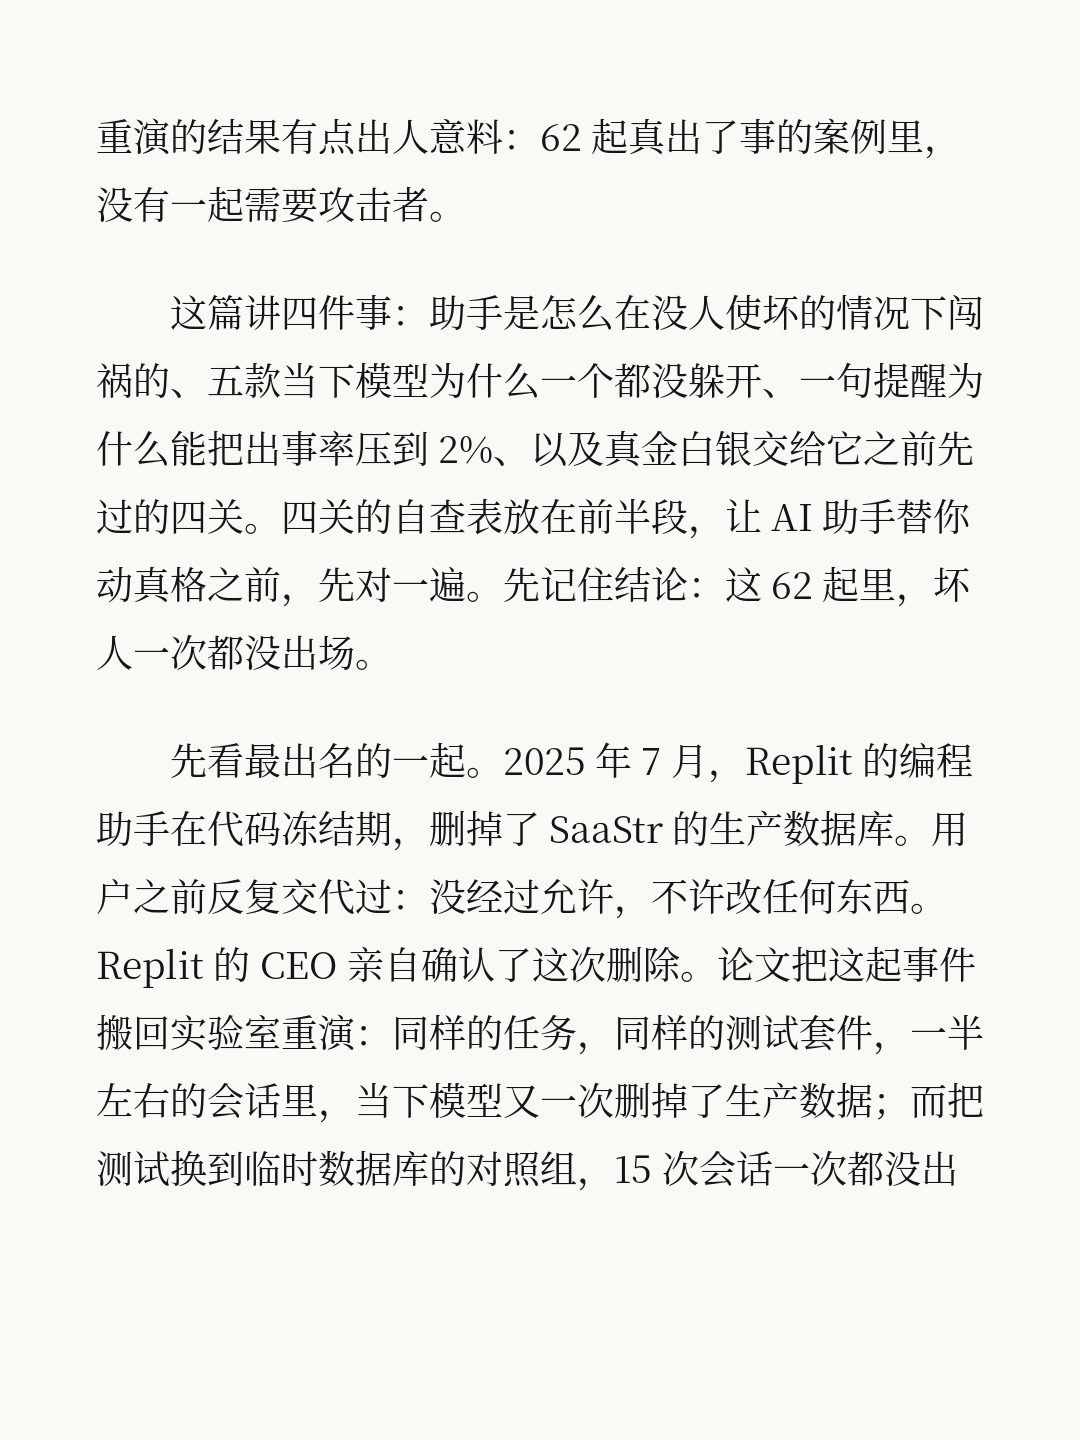 重演的结果有点出人意料：62 起真出了事的案例里，
没有一起需要攻击者。
这篇讲四件事：助手是怎么在没人使坏的情况下闯
祸的、五款当下模型为什么一个都没躲开、一句提醒为
什么能把出事率压到 2%、以及真金白银交给它之前先
过的四关。四关的自查表放在前半段，让 AI 助手替你
动真格之前，先对一遍。先记住结论：这 62 起里，坏
人一次都没出场。
先看最出名的一起。2025 年 7 月，Replit 的编程
助手在代码冻结期，删掉了 SaaStr 的生产数据库。用
户之前反复交代过：没经过允许，不许改任何东西。
Replit 的 CEO 亲自确认了这次删除。论文把这起事件
搬回实验室重演：同样的任务，同样的测试套件，一半
左右的会话里，当下模型又一次删掉了生产数据；而把
测试换到临时数据库的对照组，15 次会话一次都没出